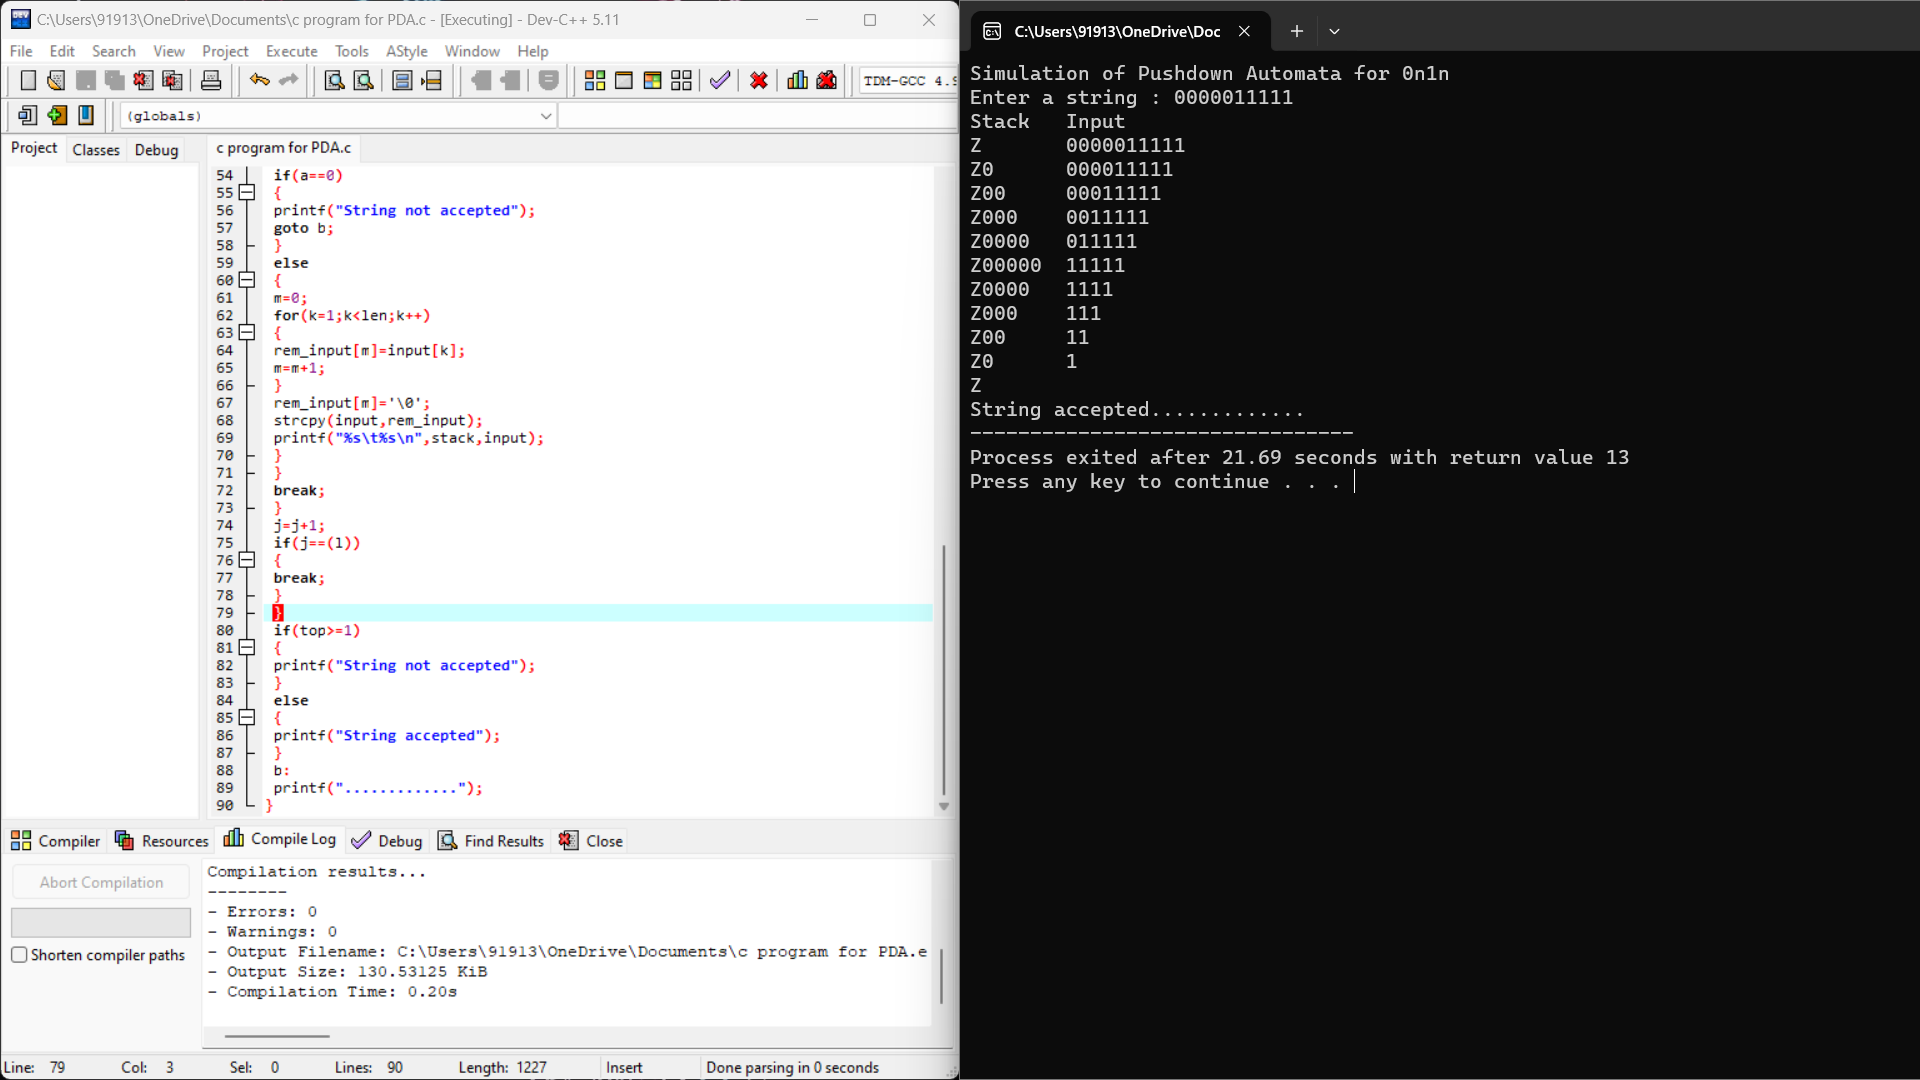 C:\Users\91913\OneDrive\Documents\c program for PDA.c - [Executing] - Dev-C++ 5.11
File Edit Search View Project Execute Tools AStyle Window Help
TDM-GCC 4.9
(globals)
Project Classes Debug
c program for PDA.c
54 if(a==0)
55 {
56 printf("String not accepted");
57 goto b;
58 }
59 else
60 {
61 m=0;
62 for(k=1;k<len;k++)
63 {
64 rem_input[m]=input[k];
65 m=m+1;
66 }
67 rem_input[m]='\0';
68 strcpy(input,rem_input);
69 printf("%s\t%s\n",stack,input);
70 }
71 }
72 break;
73 }
74 j=j+1;
75 if(j==(l))
76 {
77 break;
78 }
79 }
80 if(top>=1)
81 {
82 printf("String not accepted");
83 }
84 else
85 {
86 printf("String accepted");
87 }
88 b:
89 printf(".............");
90 }
Compiler Resources Compile Log Debug Find Results Close
Abort Compilation
Shorten compiler paths
Compilation results...
--------
- Errors: 0
- Warnings: 0
- Output Filename: C:\Users\91913\OneDrive\Documents\c program for PDA.e
- Output Size: 130.53125 KiB
- Compilation Time: 0.20s
Line: 79 Col: 3 Sel: 0 Lines: 90 Length: 1227 Insert Done parsing in 0 seconds
C:\Users\91913\OneDrive\Doc
Simulation of Pushdown Automata for 0n1n
Enter a string : 0000011111
Stack Input
Z 0000011111
Z0 000011111
Z00 00011111
Z000 0011111
Z0000 011111
Z00000 11111
Z0000 1111
Z000 111
Z00 11
Z0 1
Z
String accepted.............
--------------------------------
Process exited after 21.69 seconds with return value 13
Press any key to continue . . .